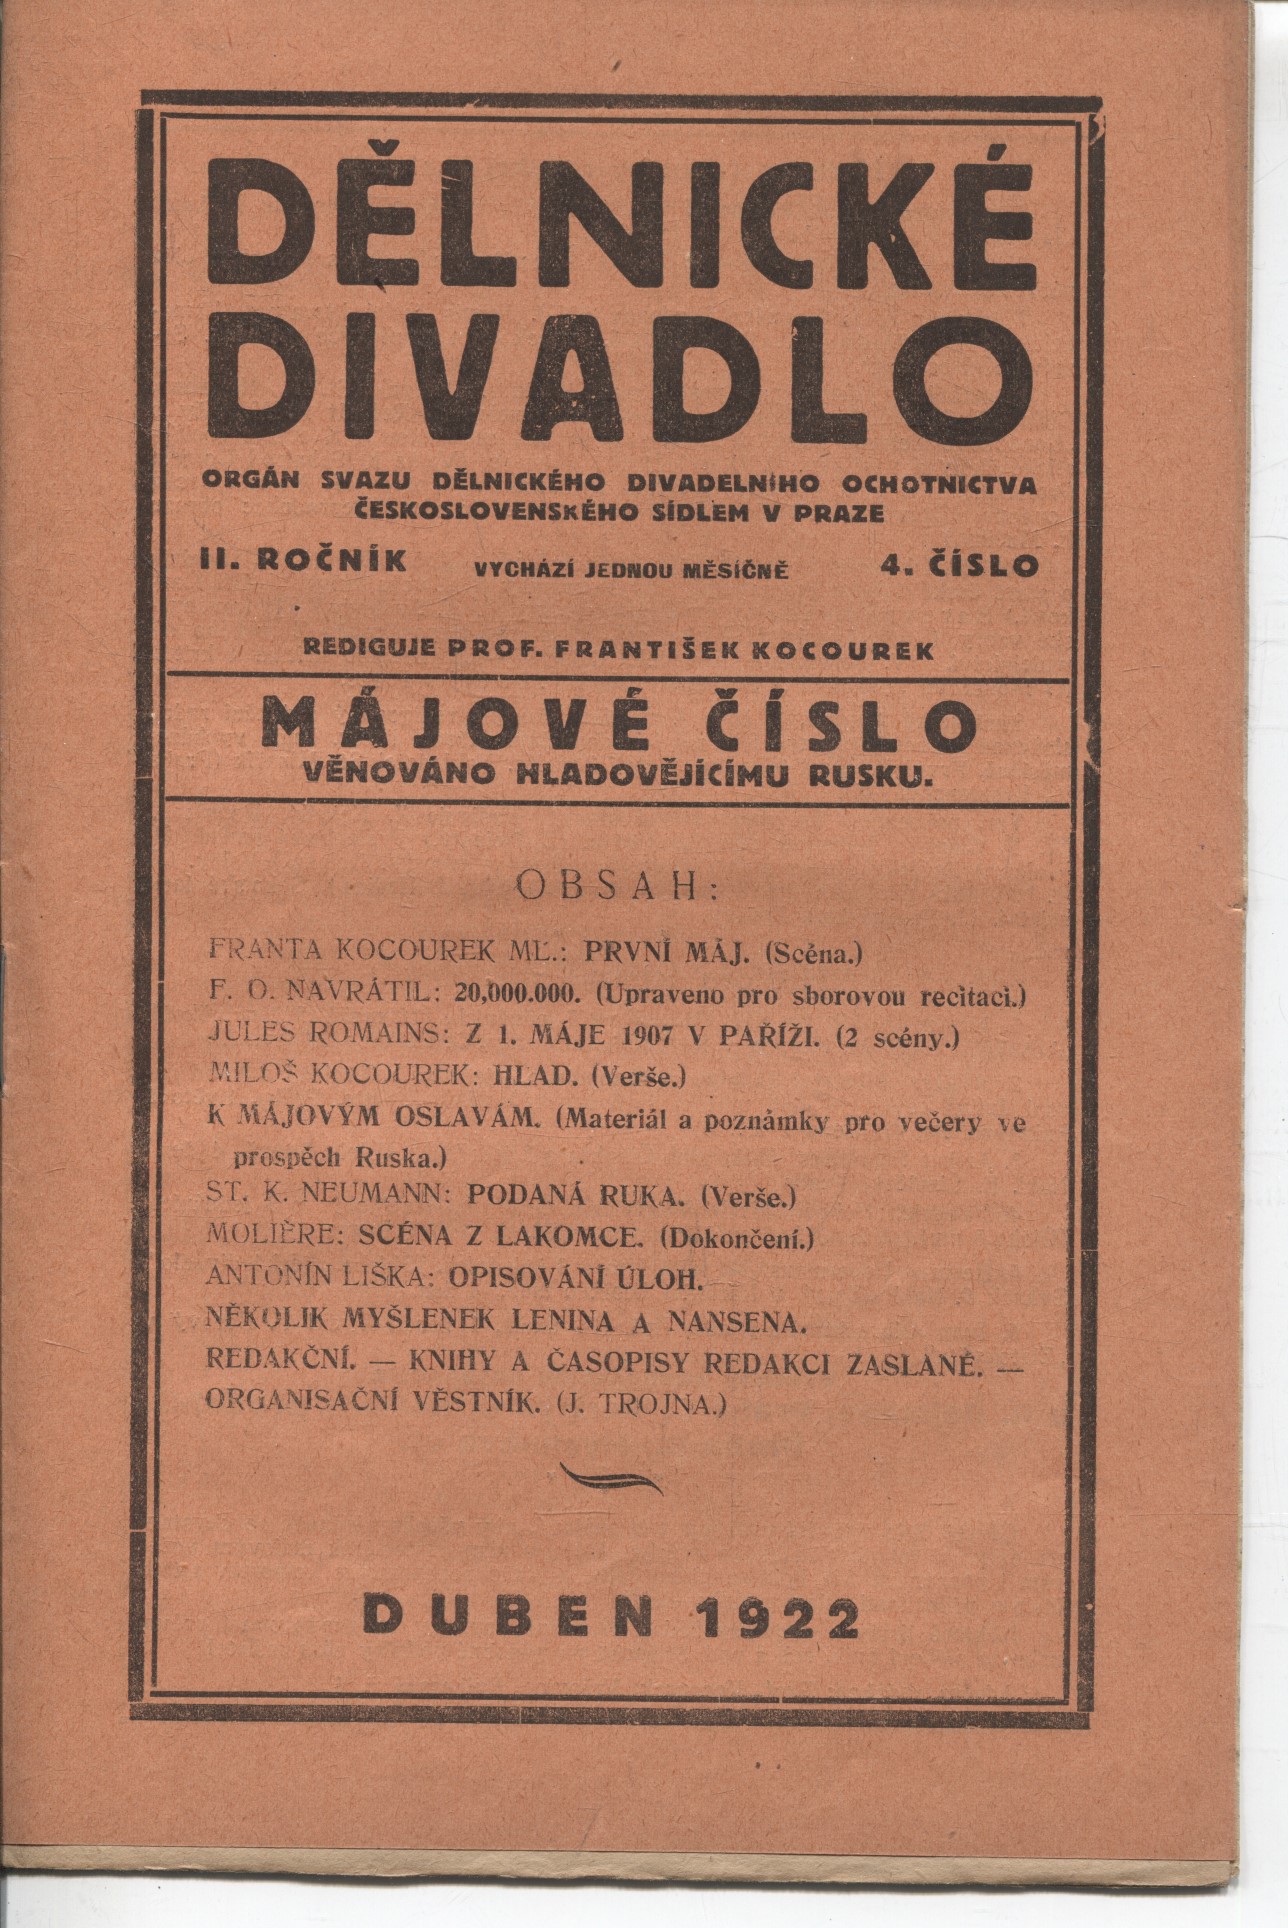 DĚLNICKÉ
DIVADLO
ORGÁN SVAZU DĚLNICKÉHO DIVADELNÍHO OCHOTNICTVA
ČESKOSLOVENSKÉHO SÍDLEM V PRAZE
II. ROČNÍK VYCHÁZÍ JEDNOU MĚSÍČNĚ 4. ČÍSLO
REDIGUJE PROF. FRANTIŠEK KOCOUREK
MÁJOVÉ ČÍSLO
VĚNOVÁNO HLADOVĚJÍCÍMU RUSKU.
OBSAH:
FRANTA KOCOUREK ML.: PRVNÍ MÁJ. (Scéna.)
F. O. NAVRÁTIL: 20,000.000. (Upraveno pro sborovou recitaci.)
JULES ROMAINS: Z 1. MÁJE 1907 V PAŘÍŽI. (2 scény.)
MILOŠ KOCOUREK: HLAD. (Verše.)
K MÁJOVÝM OSLAVÁM. (Materiál a poznámky pro večery ve
prospěch Ruska.)
ST. K. NEUMANN: PODANÁ RUKA. (Verše.)
MOLIÈRE: SCÉNA Z LAKOMCE. (Dokončení.)
ANTONÍN LIŠKA: OPISOVÁNÍ ÚLOH.
NĚKOLIK MYŠLENEK LENINA A NANSENA.
REDAKČNÍ. — KNIHY A ČASOPISY REDAKCI ZASLANÉ. —
ORGANISAČNÍ VĚSTNÍK. (J. TROJNA.)
DUBEN 1922